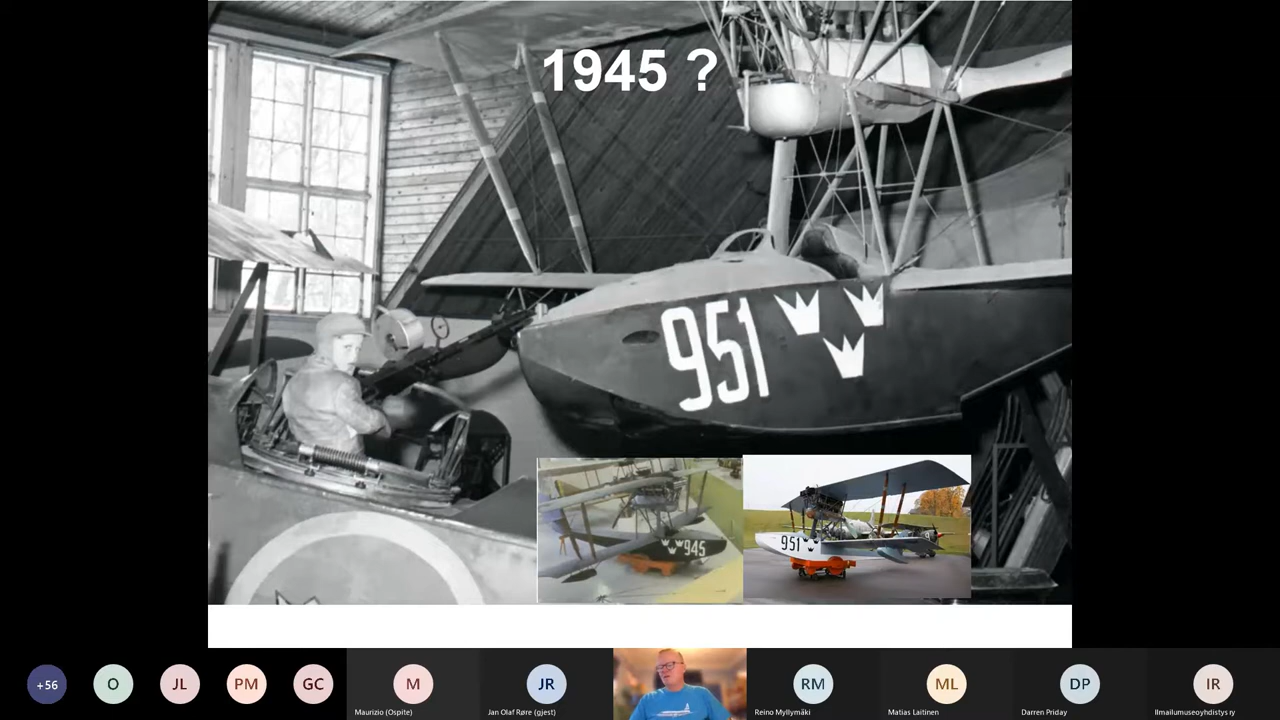 1945 ?
951
945
951
+56
O
JL
PM
GC
M
JR
RM
ML
DP
IR
Maurizio (Ospite)
Jan Olaf Røre (gjest)
Reino Myllymäki
Matias Laitinen
Darren Priday
Ilmailumuseoyhdistys ry